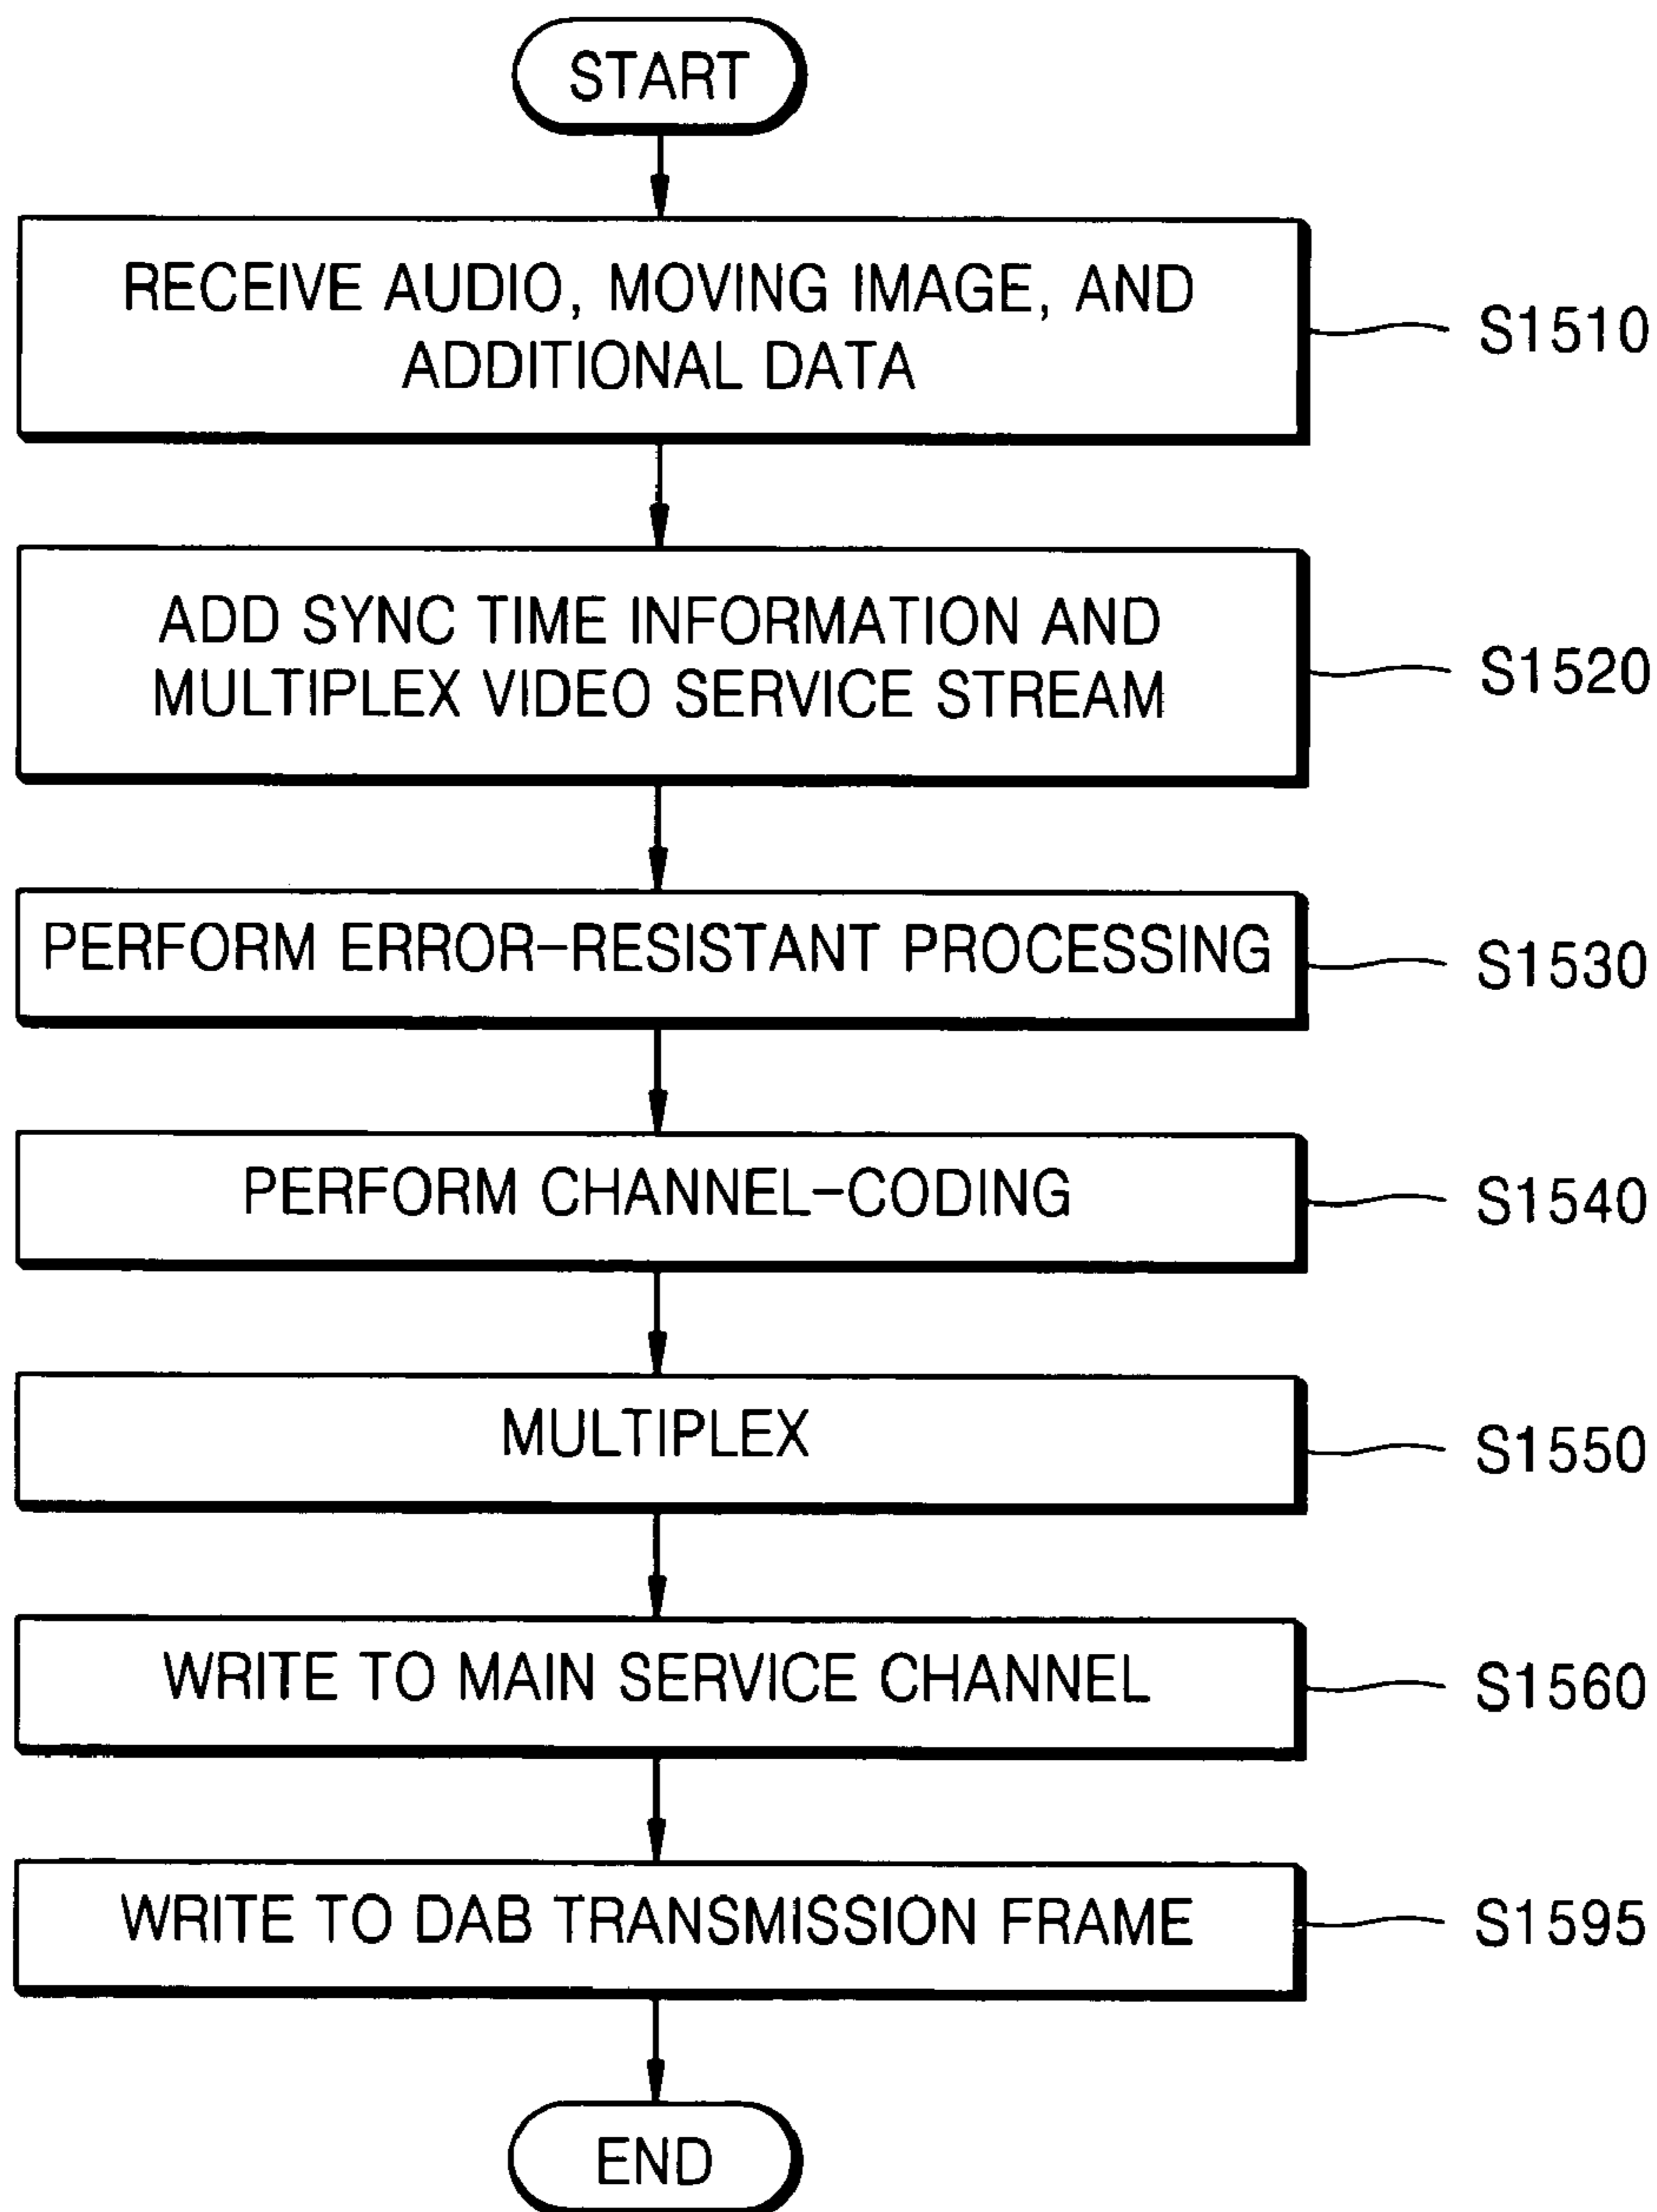 START
RECEIVE AUDIO, MOVING IMAGE, AND
ADDITIONAL DATA
S1510
ADD SYNC TIME INFORMATION AND
MULTIPLEX VIDEO SERVICE STREAM
S1520
PERFORM ERROR-RESISTANT PROCESSING
S1530
PERFORM CHANNEL-CODING
S1540
MULTIPLEX
S1550
WRITE TO MAIN SERVICE CHANNEL
S1560
WRITE TO DAB TRANSMISSION FRAME
S1595
END